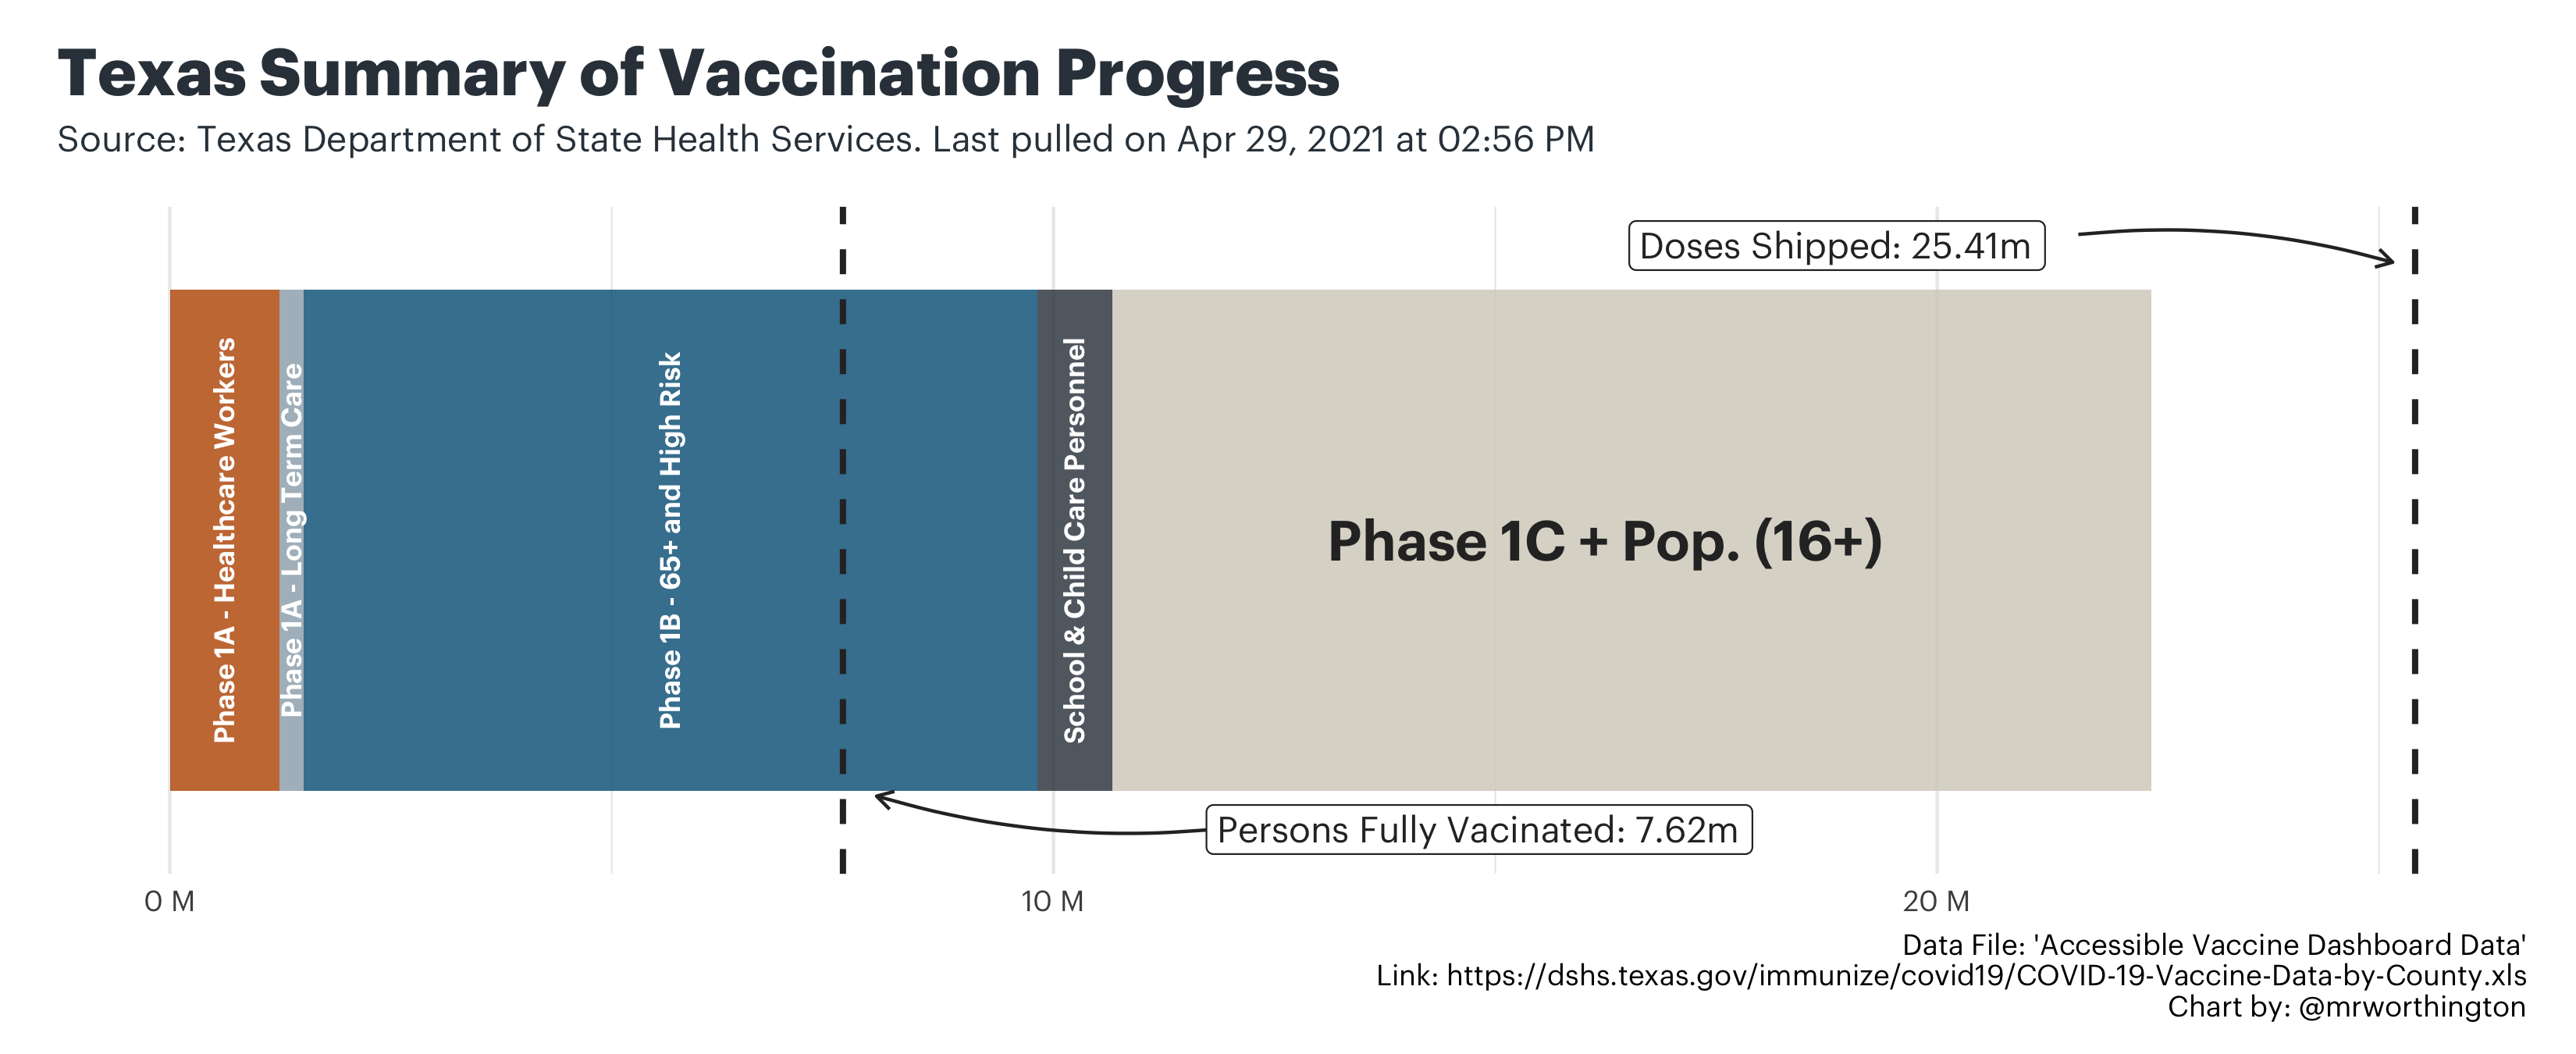 Texas Summary of Vaccination Progress
Source: Texas Department of State Health Services. Last pulled on Apr 29, 2021 at 02:56 PM
Doses Shipped: 25.41m
Phase 1A - Healthcare Workers
Phase 1A - Long Term Care
Phase 1B - 65+ and High Risk
School & Child Care Personnel
Phase 1C + Pop. (16+)
Persons Fully Vacinated: 7.62m
0 M
10 M
20 M
Data File: 'Accessible Vaccine Dashboard Data'
Link: https://dshs.texas.gov/immunize/covid19/COVID-19-Vaccine-Data-by-County.xls
Chart by: @mrworthington